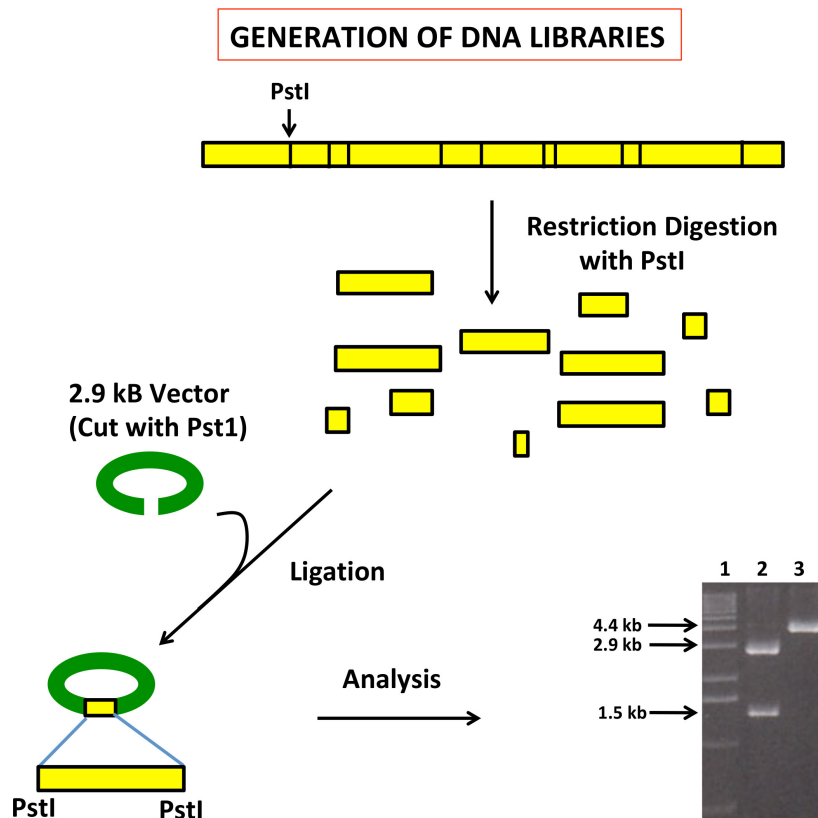 GENERATION OF DNA LIBRARIES
PstI
Restriction Digestion
with PstI
2.9 kB Vector
(Cut with Pst1)
Ligation
1 2 3
4.4 kb
2.9 kb
Analysis
1.5 kb
PstI PstI